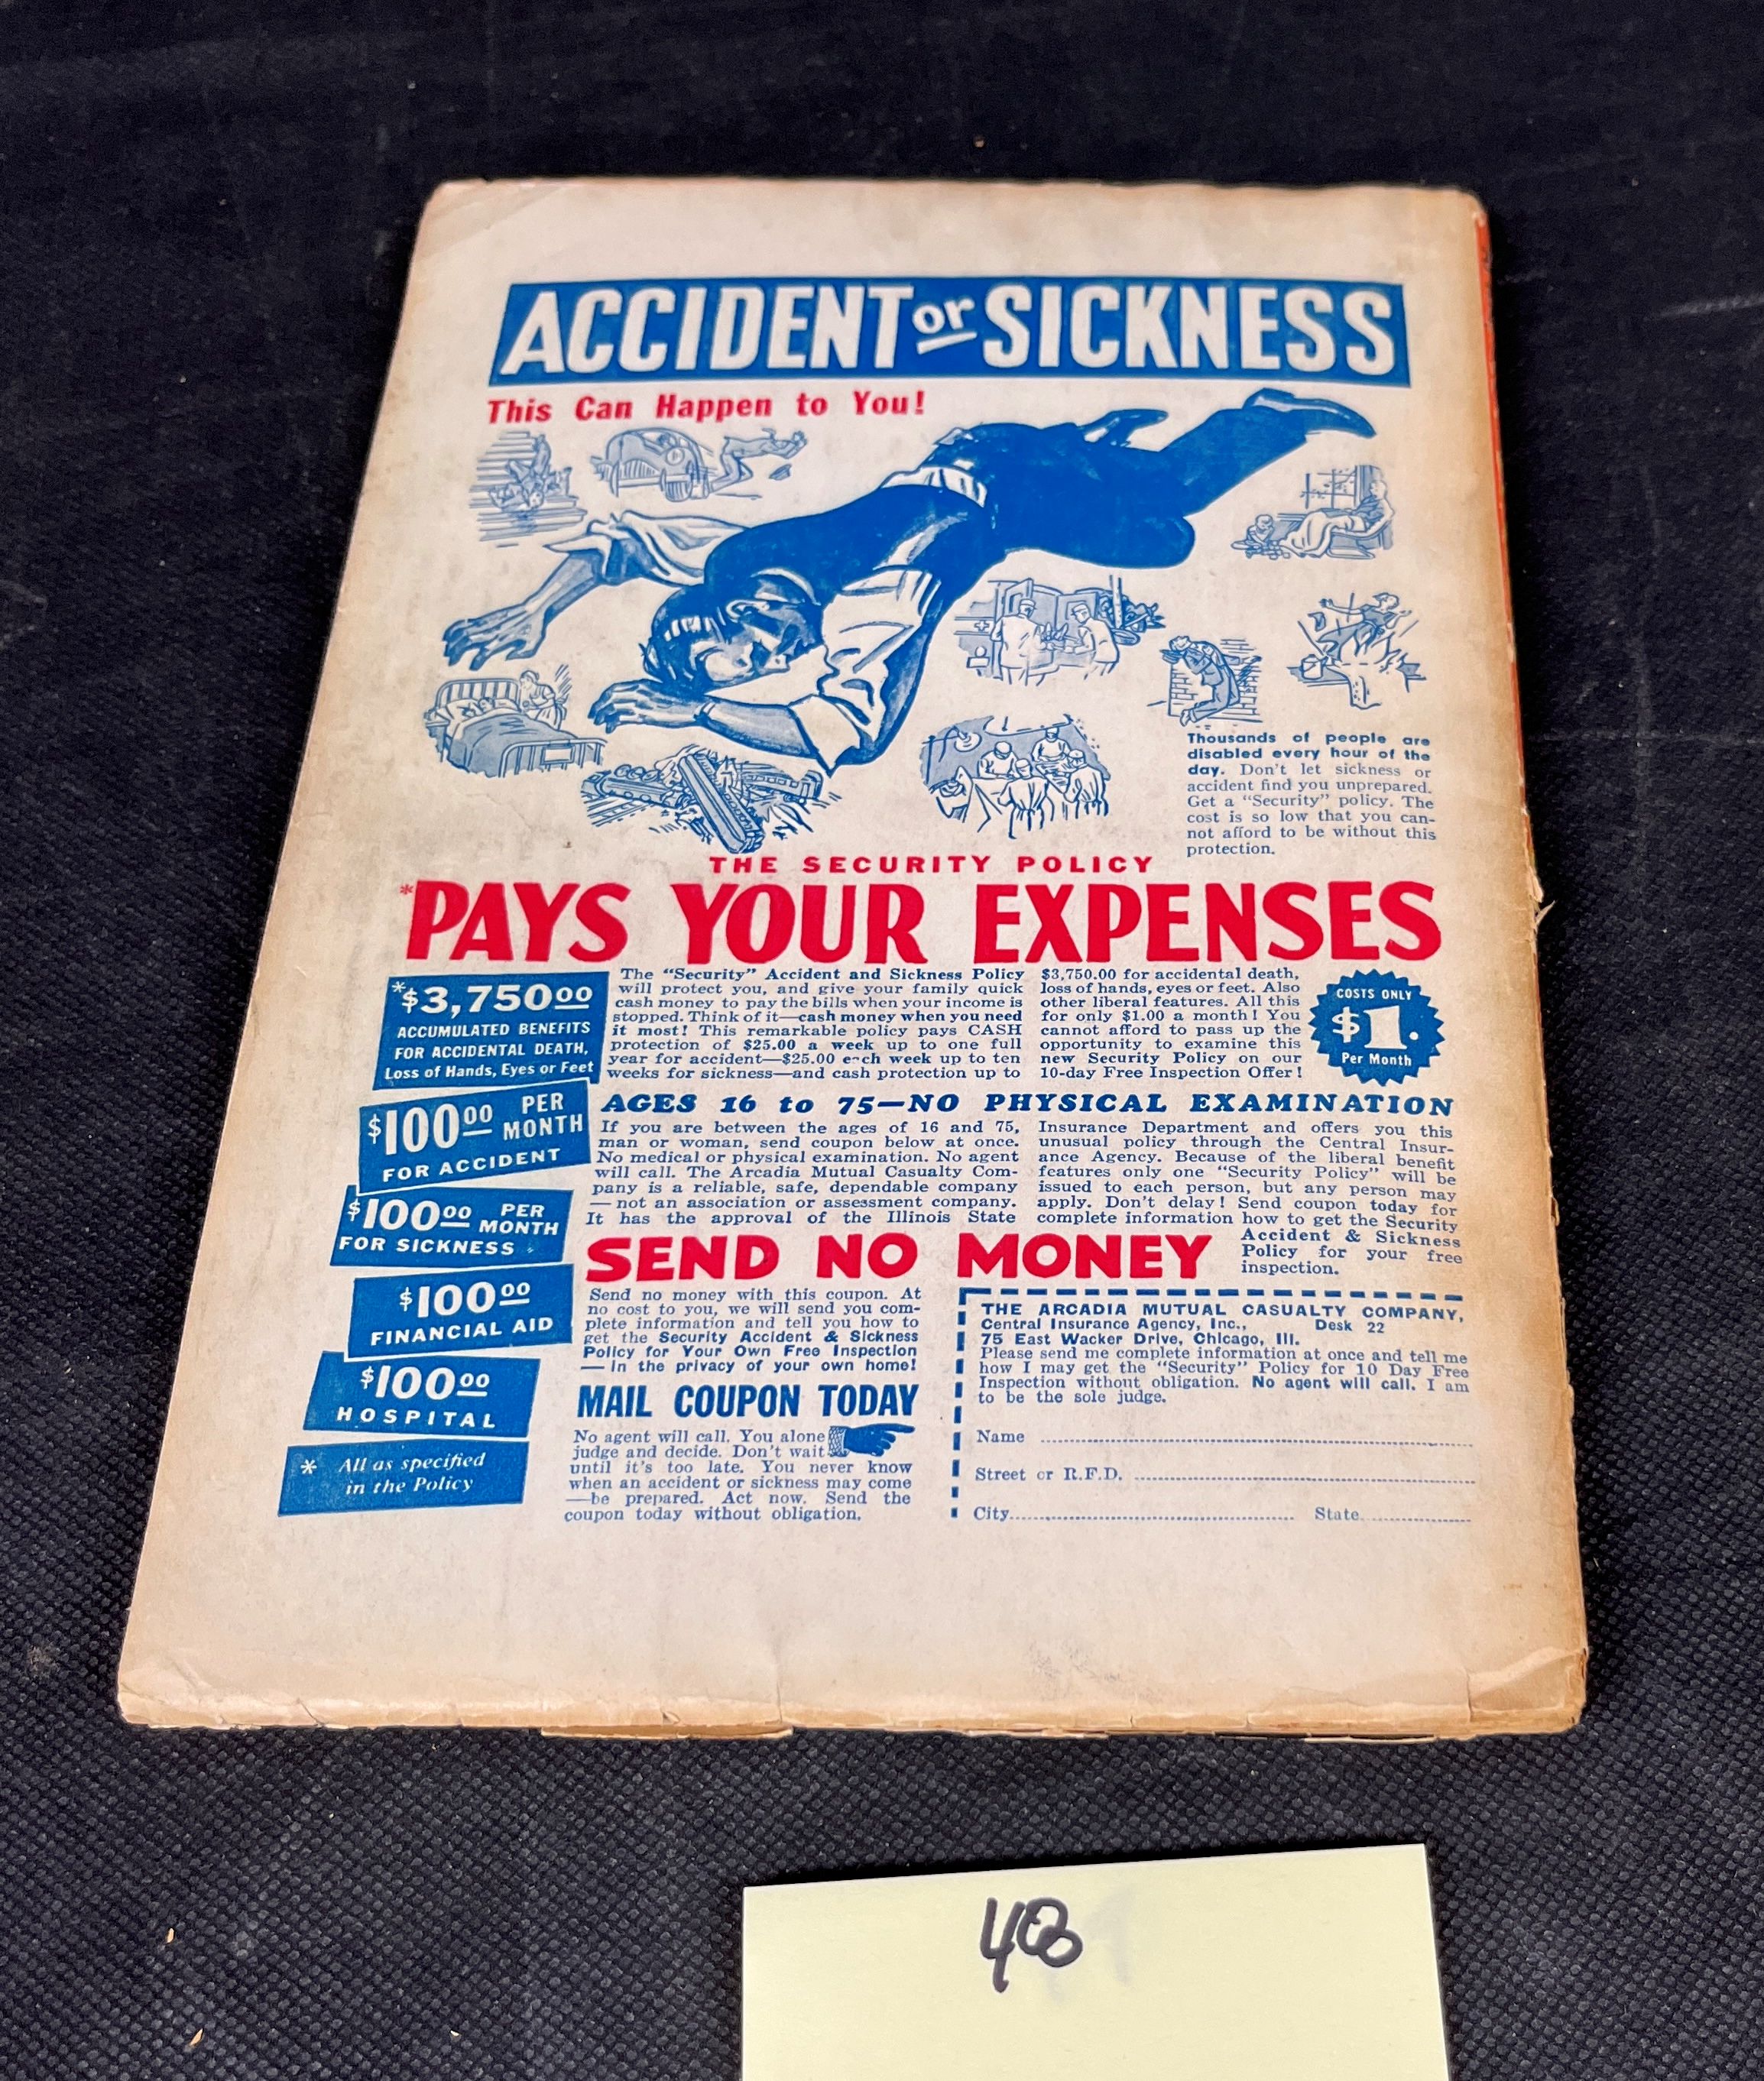 ACCIDENT or SICKNESS
This Can Happen to You!
Thousands of people are
disabled every hour of the
day. Don't let sickness or
accident find you unprepared.
Get a "Security" policy. The
cost is so low that you can-
not afford to be without this
protection.
THE SECURITY POLICY
*PAYS YOUR EXPENSES
*$3,750.00
ACCUMULATED BENEFITS
FOR ACCIDENTAL DEATH,
Loss of Hands, Eyes or Feet
$100.00 PER
MONTH
FOR ACCIDENT
$100.00 PER
MONTH
FOR SICKNESS
$100.00
FINANCIAL AID
$100.00
HOSPITAL
* All as specified
in the Policy
The "Security" Accident and Sickness Policy
will protect you, and give your family quick
cash money to pay the bills when your income is
stopped. Think of it—cash money when you need
it most! This remarkable policy pays CASH
protection of $25.00 a week up to one full
year for accident—$25.00 each week up to ten
weeks for sickness—and cash protection up to
$3,750.00 for accidental death,
loss of hands, eyes or feet. Also
other liberal features. All this
for only $1.00 a month! You
cannot afford to pass up the
opportunity to examine this
new Security Policy on our
10-day Free Inspection Offer!
COSTS ONLY
$1.
Per Month
AGES 16 to 75—NO PHYSICAL EXAMINATION
If you are between the ages of 16 and 75,
man or woman, send coupon below at once.
No medical or physical examination. No agent
will call. The Arcadia Mutual Casualty Com-
pany is a reliable, safe, dependable company
—not an association or assessment company.
It has the approval of the Illinois State
Insurance Department and offers you this
unusual policy through the Central Insur-
ance Agency. Because of the liberal benefit
features only one "Security Policy" will be
issued to each person, but any person may
apply. Don't delay! Send coupon today for
complete information how to get the Security
Accident & Sickness
Policy for your free
inspection.
SEND NO MONEY
Send no money with this coupon. At
no cost to you, we will send you com-
plete information and tell you how to
get the Security Accident & Sickness
Policy for Your Own Free Inspection
—in the privacy of your own home!
MAIL COUPON TODAY
No agent will call. You alone
judge and decide. Don't wait
until it's too late. You never know
when an accident or sickness may come
—be prepared. Act now. Send the
coupon today without obligation.
THE ARCADIA MUTUAL CASUALTY COMPANY,
Central Insurance Agency, Inc., Desk 22
75 East Wacker Drive, Chicago, Ill.
Please send me complete information at once and tell me
how I may get the "Security" Policy for 10 Day Free
Inspection without obligation. No agent will call. I am
to be the sole judge.
Name
Street or R.F.D.
City State